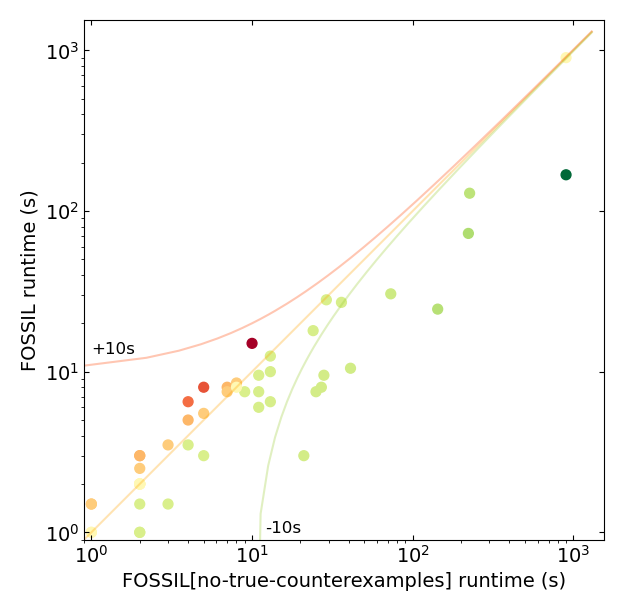 10³
10²
10¹
10⁰
FOSSIL runtime (s)
+10s
-10s
10⁰ 10¹ 10² 10³
FOSSIL[no-true-counterexamples] runtime (s)